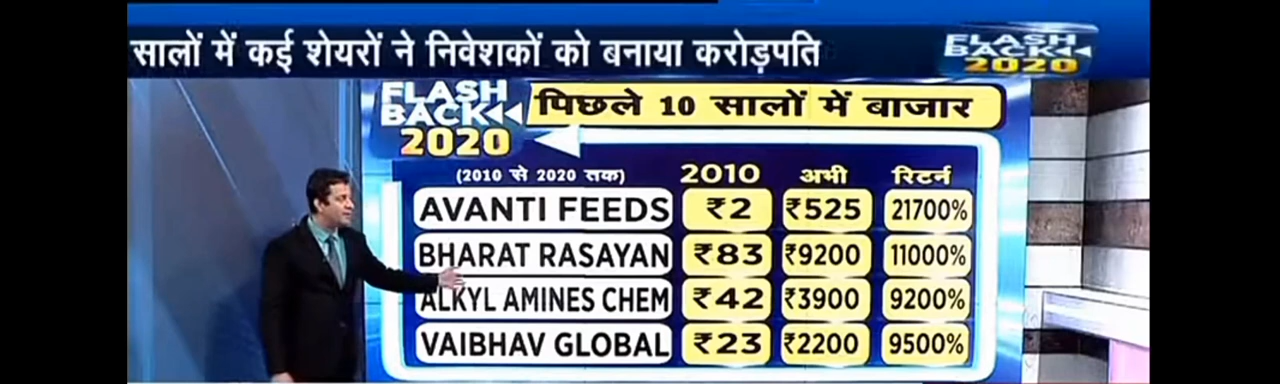 सालों में कई शेयरों ने निवेशकों को बनाया करोड़पति
FLASH
BACK
2020
FLASH
BACK
2020
पिछले 10 सालों में बाजार
(2010 से 2020 तक) 2010 अभी रिटर्न
AVANTI FEEDS ₹2 ₹525 21700%
BHARAT RASAYAN ₹83 ₹9200 11000%
ALKYL AMINES CHEM ₹42 ₹3900 9200%
VAIBHAV GLOBAL ₹23 ₹2200 9500%